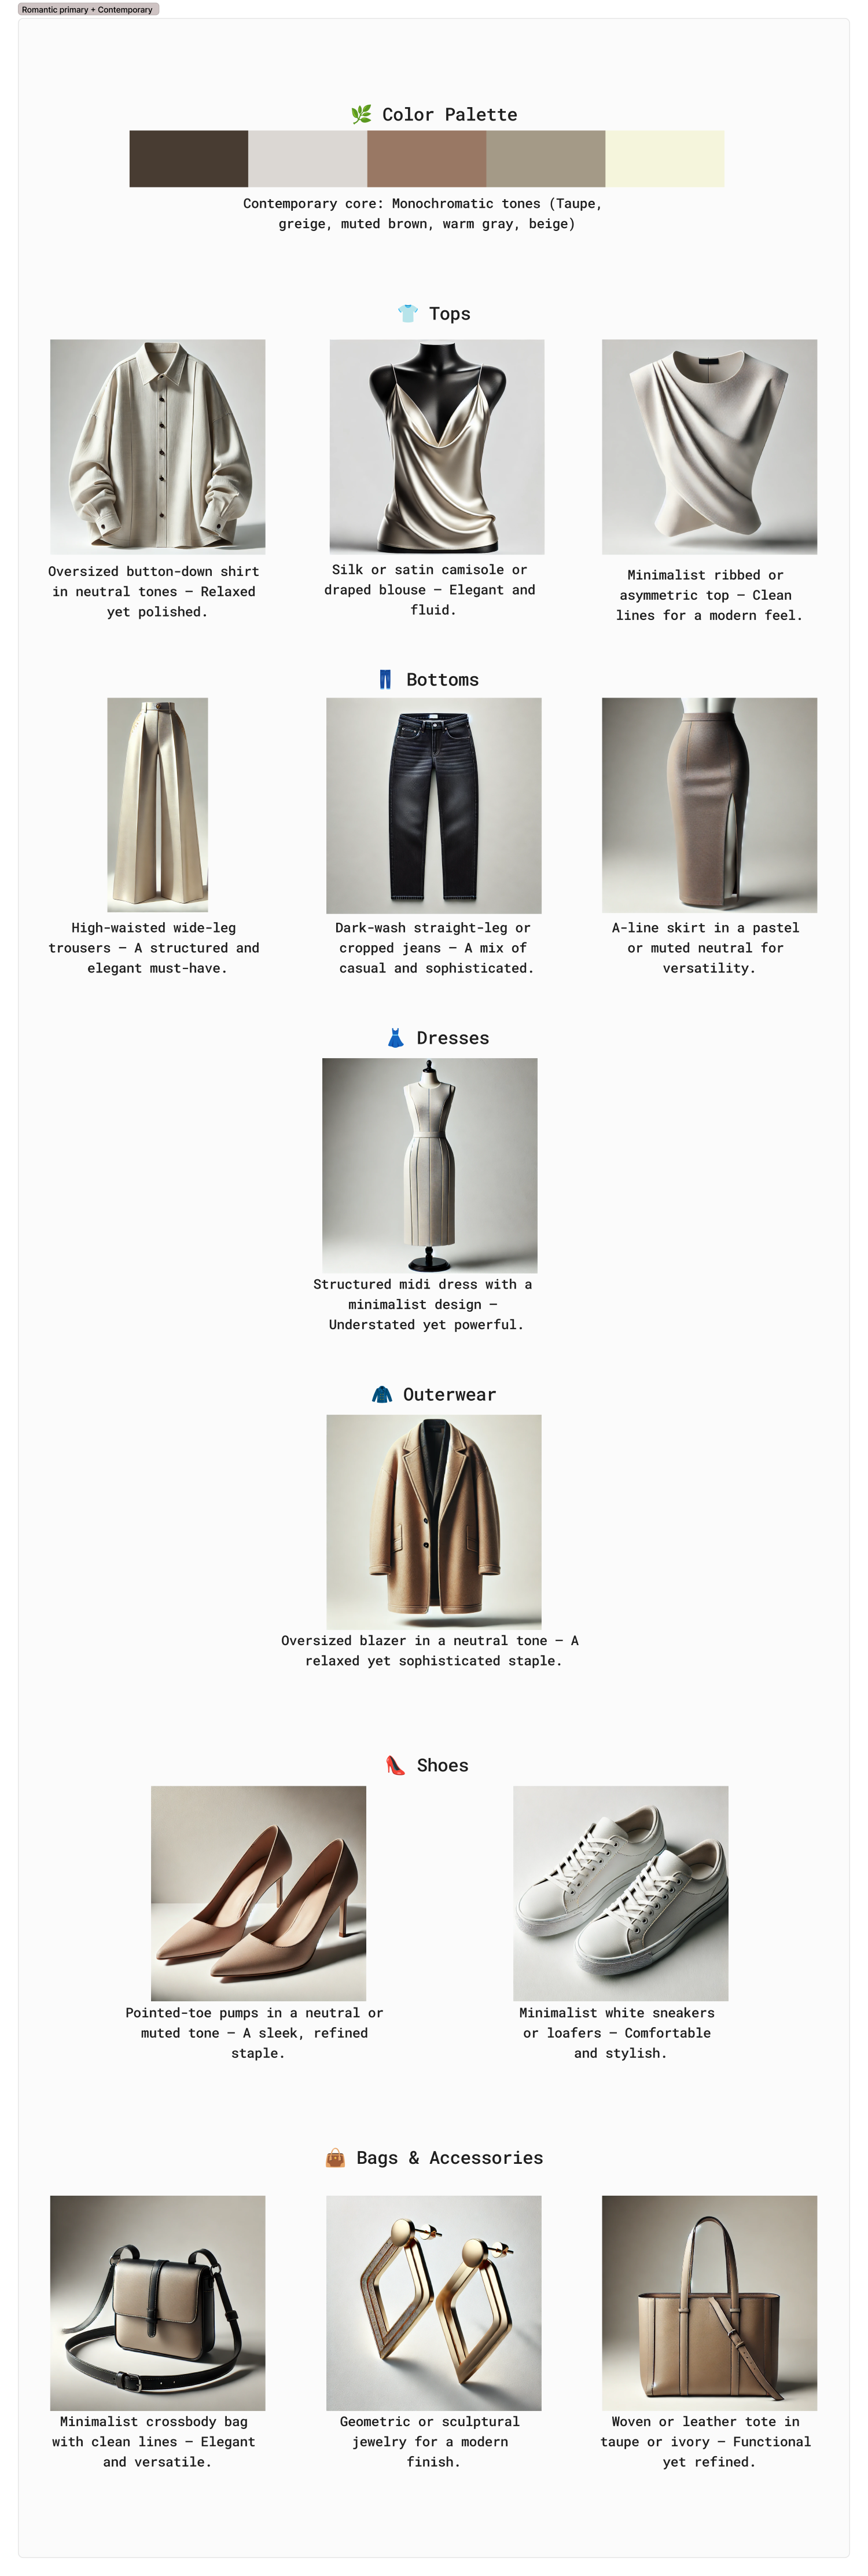 Romantic primary + Contemporary
🌿 Color Palette
Contemporary core: Monochromatic tones (Taupe,
greige, muted brown, warm gray, beige)
👕 Tops
Oversized button-down shirt
in neutral tones – Relaxed
yet polished.
Silk or satin camisole or
draped blouse – Elegant and
fluid.
Minimalist ribbed or
asymmetric top – Clean
lines for a modern feel.
👖 Bottoms
High-waisted wide-leg
trousers – A structured and
elegant must-have.
Dark-wash straight-leg or
cropped jeans – A mix of
casual and sophisticated.
A-line skirt in a pastel
or muted neutral for
versatility.
👗 Dresses
Structured midi dress with a
minimalist design –
Understated yet powerful.
🧥 Outerwear
Oversized blazer in a neutral tone – A
relaxed yet sophisticated staple.
👠 Shoes
Pointed-toe pumps in a neutral or
muted tone – A sleek, refined
staple.
Minimalist white sneakers
or loafers – Comfortable
and stylish.
👜 Bags & Accessories
Minimalist crossbody bag
with clean lines – Elegant
and versatile.
Geometric or sculptural
jewelry for a modern
finish.
Woven or leather tote in
taupe or ivory – Functional
yet refined.